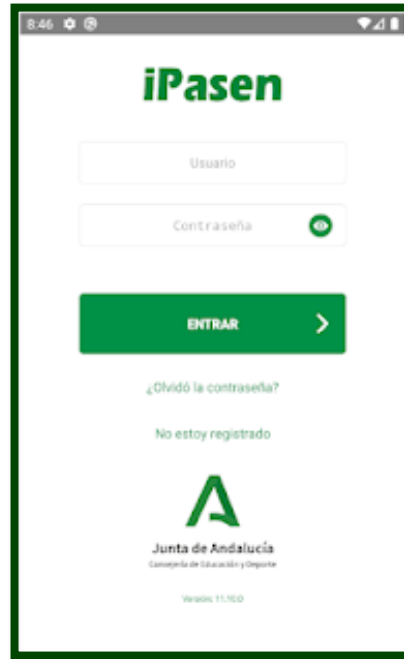 8:46
iPasen
Usuario
Contraseña
ENTRAR
¿Olvidó la contraseña?
No estoy registrado
Junta de Andalucía
Consejería de Educación y Deporte
Versión: 11.10.0